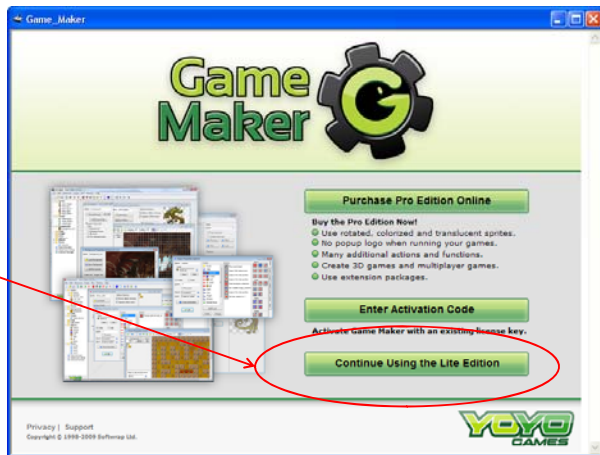 Game_Maker
Game
Maker
Purchase Pro Edition Online
Buy the Pro Edition Now!
Use rotated, colorized and translucent sprites.
No popup logo when running your games.
Many additional actions and functions.
Create 3D games and multiplayer games.
Use extension packages.
Enter Activation Code
Activate Game Maker with an existing license key.
Continue Using the Lite Edition
Privacy | Support
Copyright © 1998-2009 Softwrap Ltd.
YOYO
GAMES